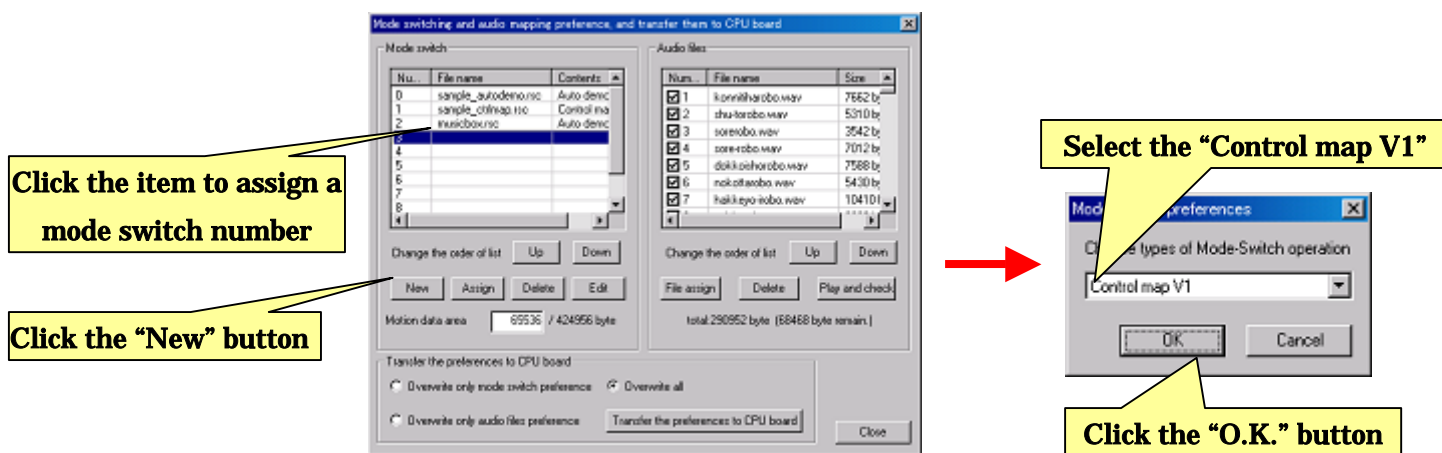 Mode switching and audio mapping preference, and transfer them to CPU board
Mode switch
Nu... File name Contents
0 sample_autodemo.rsc Auto demc
1 sample_ctrlmap.rsc Control ma
2 musicbox.rsc Auto demc
3
4
5
6
7
8
Change the order of list Up Down
New Assign Delete Edit
Motion data area 65536 / 424956 byte
Audio files
Num... File name Size
1 konnitiharobo.wav 7662 by
2 shu-torobo.wav 5310 by
3 sorerobo.wav 3542 by
4 sore-robo.wav 7012 by
5 dokkoishorobo.wav 7588 by
6 nokottarobo.wav 5430 by
7 hakkeyo-irobo.wav 10410 l
Change the order of list Up Down
File assign Delete Play and check
total:290952 byte (68468 byte remain.)
Transfer the preferences to CPU board
Overwrite only mode switch preference Overwrite all
Overwrite only audio files preference Transfer the preferences to CPU board
Close
Click the item to assign a
mode switch number
Click the “New” button
Select the “Control map V1”
Mode preferences
types of Mode-Switch operation
Control map V1
OK Cancel
Click the “O.K.” button